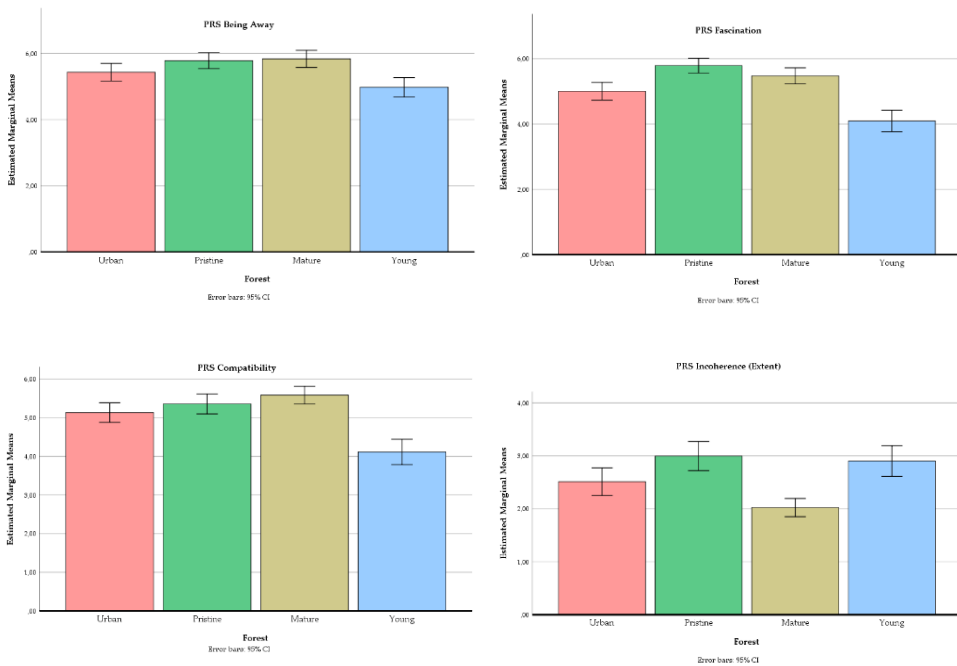 PRS Being Away
Estimated Marginal Means
6,00
4,00
2,00
,00
Urban Pristine Mature Young
Forest
Error bars: 95% CI
PRS Fascination
Estimated Marginal Means
6,00
4,00
2,00
,00
Urban Pristine Mature Young
Forest
Error bars: 95% CI
PRS Compatibility
Estimated Marginal Means
6,00
5,00
4,00
3,00
2,00
1,00
,00
Urban Pristine Mature Young
Forest
Error bars: 95% CI
PRS Incoherence (Extent)
Estimated Marginal Means
4,00
3,00
2,00
1,00
,00
Urban Pristine Mature Young
Forest
Error bars: 95% CI